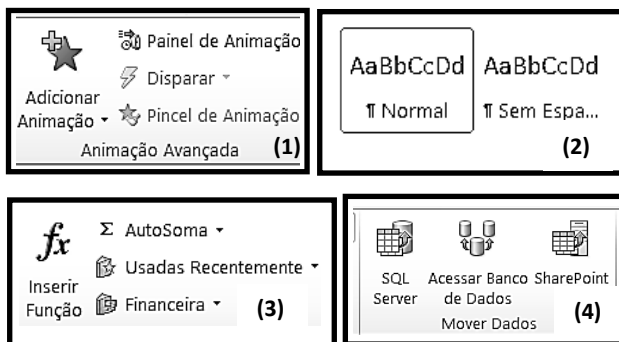 Adicionar
Animação
Painel de Animação
Disparar
Pincel de Animação
Animação Avançada
(1)
AaBbCcDd
¶ Normal
AaBbCcDd
¶ Sem Espa...
(2)
fx
Inserir
Função
Σ AutoSoma
Usadas Recentemente
Financeira
(3)
SQL
Server
Acessar Banco
de Dados
SharePoint
Mover Dados
(4)